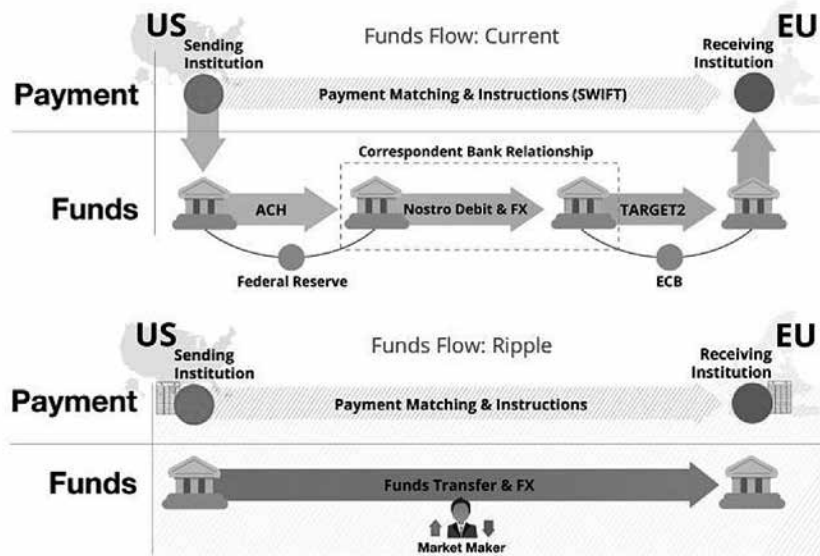 US
EU
Funds Flow: Current
Sending
Institution
Receiving
Institution
Payment
Payment Matching & Instructions (SWIFT)
Correspondent Bank Relationship
Funds
ACH
Nostro Debit & FX
TARGET2
Federal Reserve
ECB
US
EU
Funds Flow: Ripple
Sending
Institution
Receiving
Institution
Payment
Payment Matching & Instructions
Funds
Funds Transfer & FX
Market Maker